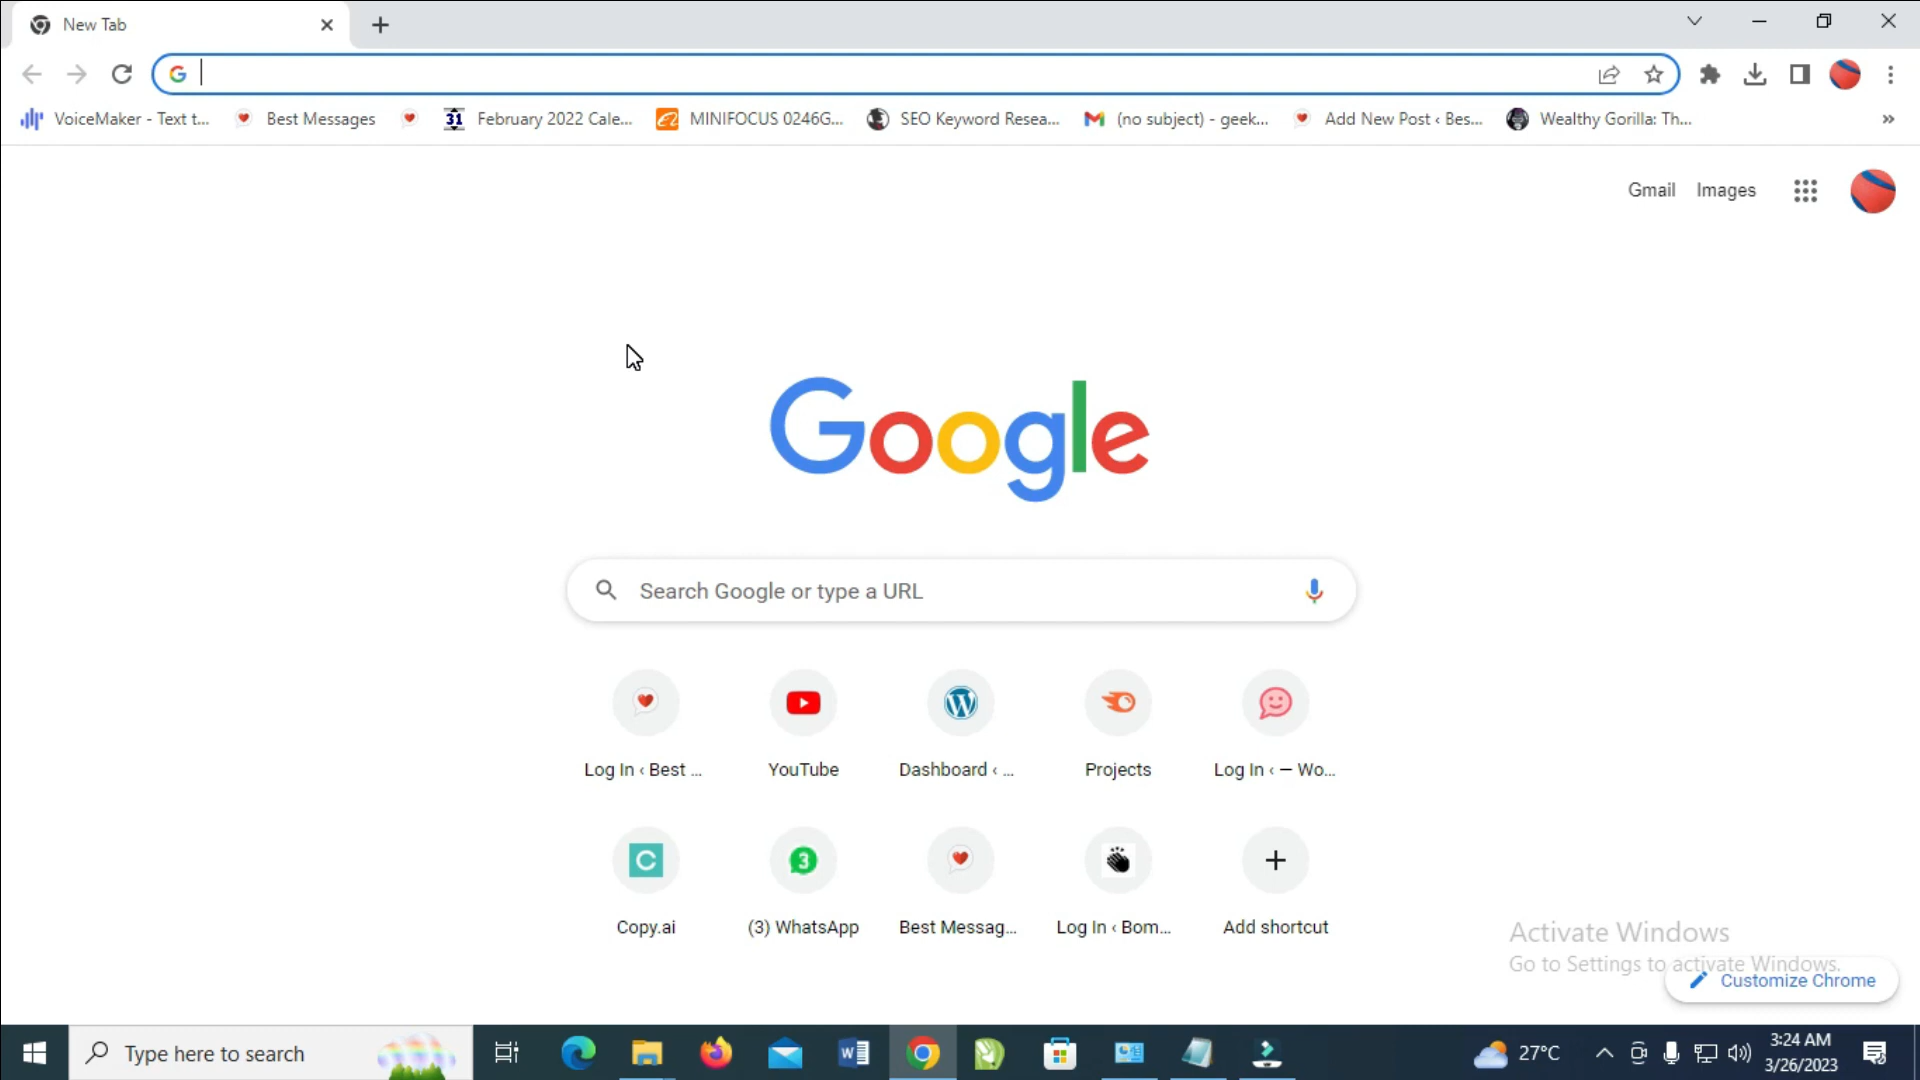 New Tab
VoiceMaker - Text t...
Best Messages
31
February 2022 Cale...
MINIFOCUS 0246G...
SEO Keyword Resea...
(no subject) - geek...
Add New Post ‹ Bes...
Wealthy Gorilla: Th...
»
Gmail
Images
Google
Search Google or type a URL
Log In ‹ Best ...
YouTube
Dashboard ‹ ...
Projects
Log In ‹ — Wo...
C
3
Copy.ai
(3) WhatsApp
Best Messag...
Log In ‹ Bom...
Add shortcut
Activate Windows
Go to Settings to activate Windows.
Customize Chrome
Type here to search
27°C
3:24 AM
3/26/2023